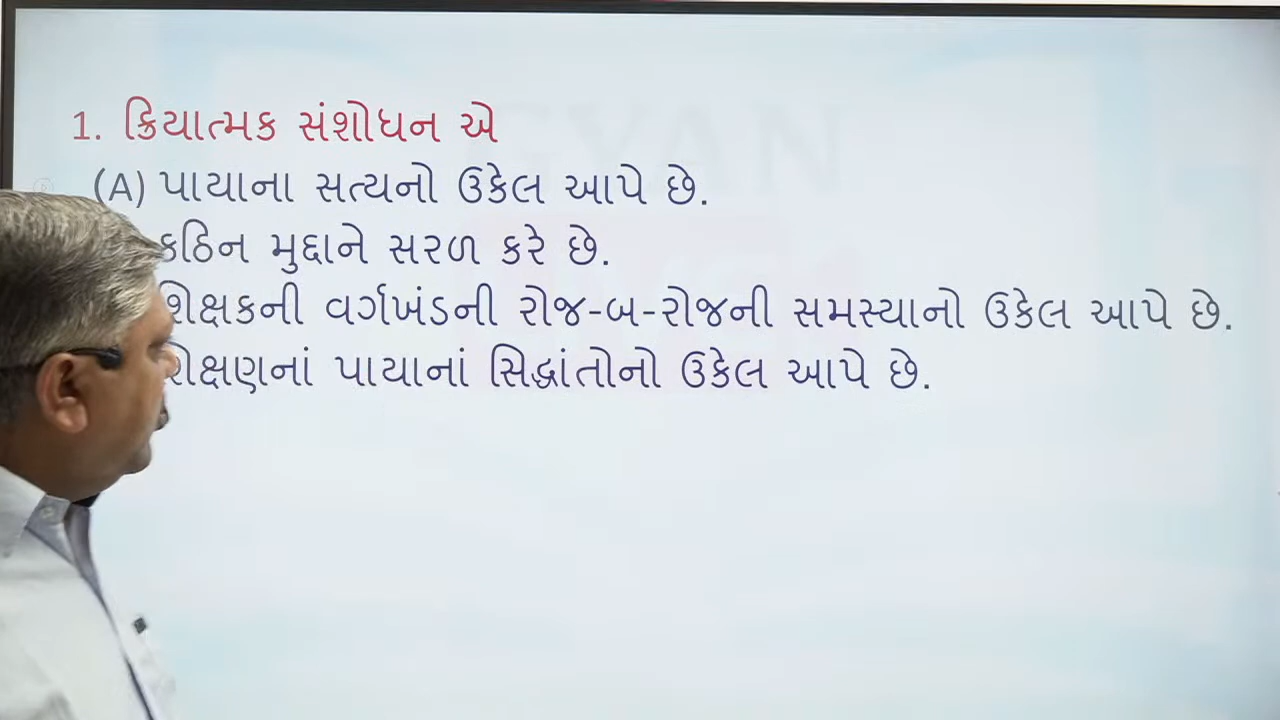 1. ક્રિયાત્મક સંશોધન એ
(A) પાયાના સત્યનો ઉકેલ આપે છે.
કઠિન મુદ્દાને સરળ કરે છે.
શિક્ષકની વર્ગખંડની રોજ-બ-રોજની સમસ્યાનો ઉકેલ આપે છે.
શિક્ષણનાં પાયાનાં સિદ્ધાંતોનો ઉકેલ આપે છે.
GYAN